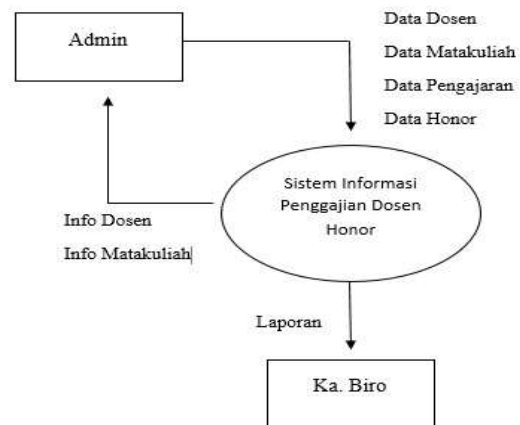 Admin
Data Dosen
Data Matakuliah
Data Pengajaran
Data Honor
Sistem Informasi
Penggajian Dosen
Honor
Info Dosen
Info Matakuliah
Laporan
Ka. Biro